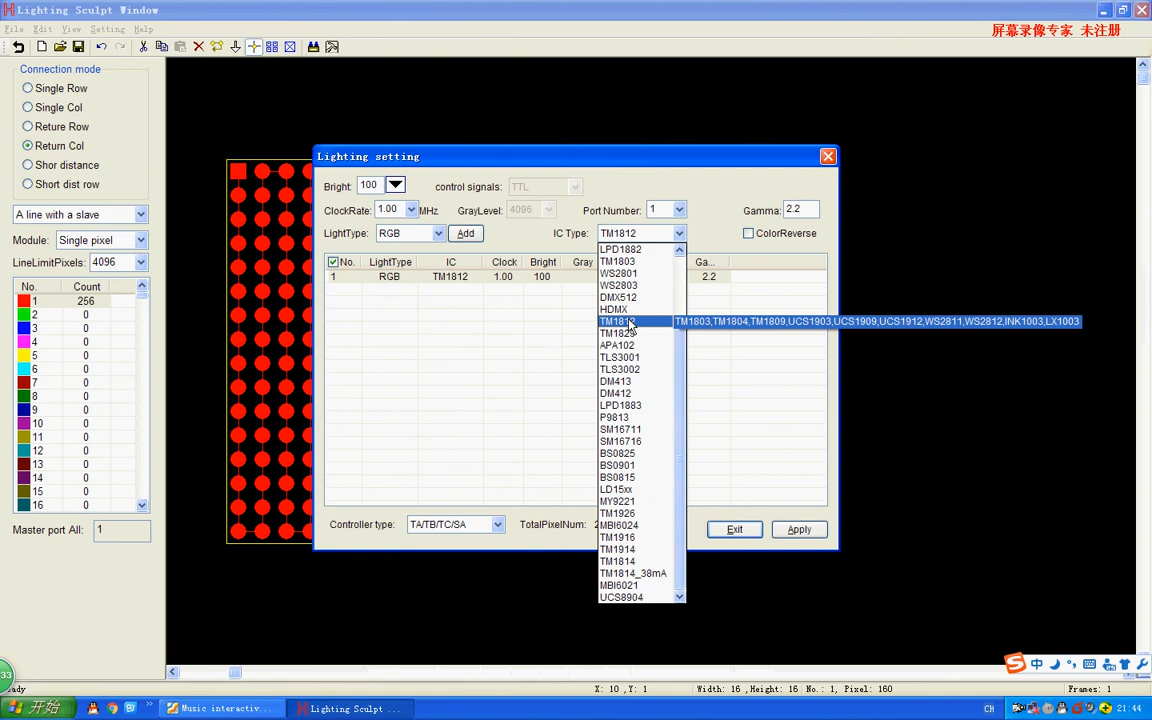 Lighting Sculpt Window
File Edit View Setting Help
屏幕录像专家 未注册
Connection mode
Single Row
Single Col
Reture Row
Return Col
Shor distance
Short dist row
A line with a slave
Module: Single pixel
LineLimitPixels: 4096
No. Count
1 256
2 0
3 0
4 0
5 0
6 0
7 0
8 0
9 0
10 0
11 0
12 0
13 0
14 0
15 0
16 0
Master port All: 1
Lighting setting
Bright: 100 control signals: TTL
ClockRate: 1.00 MHz GrayLevel: 4096 Port Number: 1 Gamma: 2.2
LightType: RGB Add IC Type: TM1812 ColorReverse
No. LightType IC Clock Bright Gray Ga...
1 RGB TM1812 1.00 100 2.2
LPD1882
TM1803
WS2801
WS2803
DMX512
HDMX
TM1812 TM1803,TM1804,TM1809,UCS1903,UCS1909,UCS1912,WS2811,WS2812,INK1003,LX1003
TM1829
APA102
TLS3001
TLS3002
DM413
DM412
LPD1883
P9813
SM16711
SM16716
BS0825
BS0901
BS0815
LD15xx
MY9221
TM1926
MBI6024
TM1916
TM1914
TM1814
TM1814_38mA
MBI6021
UCS8904
Controller type: TA/TB/TC/SA TotalPixelNum: Exit Apply
中
33
ady X: 10 ,Y: 1 Width: 16 ,Height: 16 No.: 1, Pixel: 160 Frames: 1
开始 Music interactiv... Lighting Sculpt ... CH 21:44